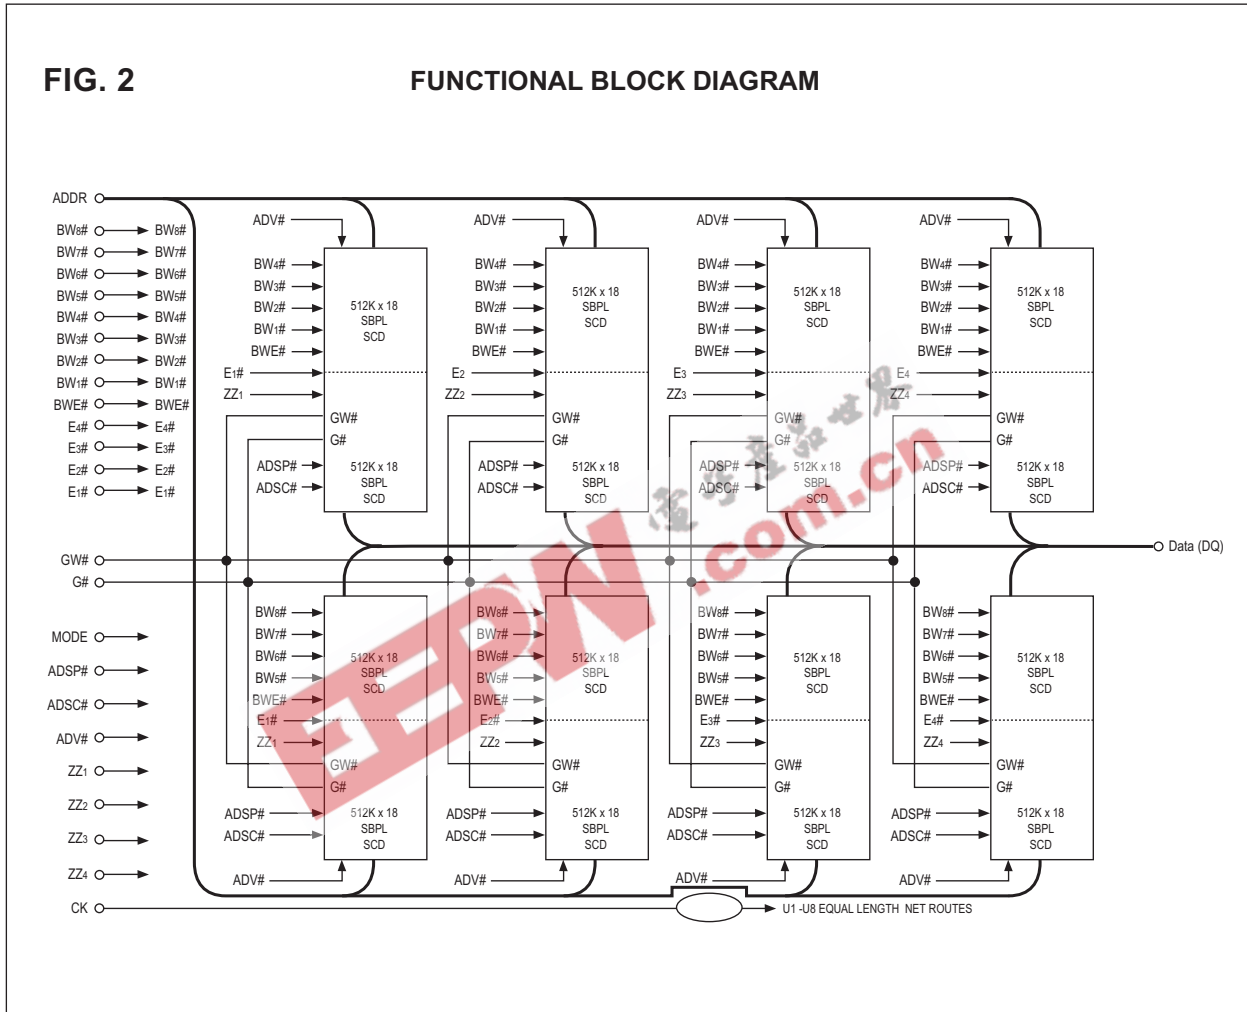 FIG. 2
FUNCTIONAL BLOCK DIAGRAM
ADDR
BW8# BW8#
BW7# BW7#
BW6# BW6#
BW5# BW5#
BW4# BW4#
BW3# BW3#
BW2# BW2#
BW1# BW1#
BWE# BWE#
E4# E4#
E3# E3#
E2# E2#
E1# E1#
GW#
G#
MODE
ADSP#
ADSC#
ADV#
ZZ1
ZZ2
ZZ3
ZZ4
CK
ADV#
BW4#
BW3#
BW2#
BW1#
BWE#
E1#
ZZ1
512K x 18
SBPL
SCD
GW#
G#
ADSP#
ADSC#
512K x 18
SBPL
SCD
ADV#
BW4#
BW3#
BW2#
BW1#
BWE#
E2
ZZ2
512K x 18
SBPL
SCD
GW#
G#
ADSP#
ADSC#
512K x 18
SBPL
SCD
ADV#
BW4#
BW3#
BW2#
BW1#
BWE#
E3
ZZ3
512K x 18
SBPL
SCD
GW#
G#
ADSP#
ADSC#
512K x 18
SBPL
SCD
ADV#
BW4#
BW3#
BW2#
BW1#
BWE#
E4
ZZ4
512K x 18
SBPL
SCD
GW#
G#
ADSP#
ADSC#
512K x 18
SBPL
SCD
Data (DQ)
BW8#
BW7#
BW6#
BW5#
BWE#
E1#
ZZ1
512K x 18
SBPL
SCD
GW#
G#
ADSP#
ADSC#
512K x 18
SBPL
SCD
ADV#
BW8#
BW7#
BW6#
BW5#
BWE#
E2#
ZZ2
512K x 18
SBPL
SCD
GW#
G#
ADSP#
ADSC#
512K x 18
SBPL
SCD
ADV#
BW8#
BW7#
BW6#
BW5#
BWE#
E3#
ZZ3
512K x 18
SBPL
SCD
GW#
G#
ADSP#
ADSC#
512K x 18
SBPL
SCD
ADV#
BW8#
BW7#
BW6#
BW5#
BWE#
E4#
ZZ4
512K x 18
SBPL
SCD
GW#
G#
ADSP#
ADSC#
512K x 18
SBPL
SCD
ADV#
U1 -U8 EQUAL LENGTH NET ROUTES
電子產品世界
EEPW.com.cn